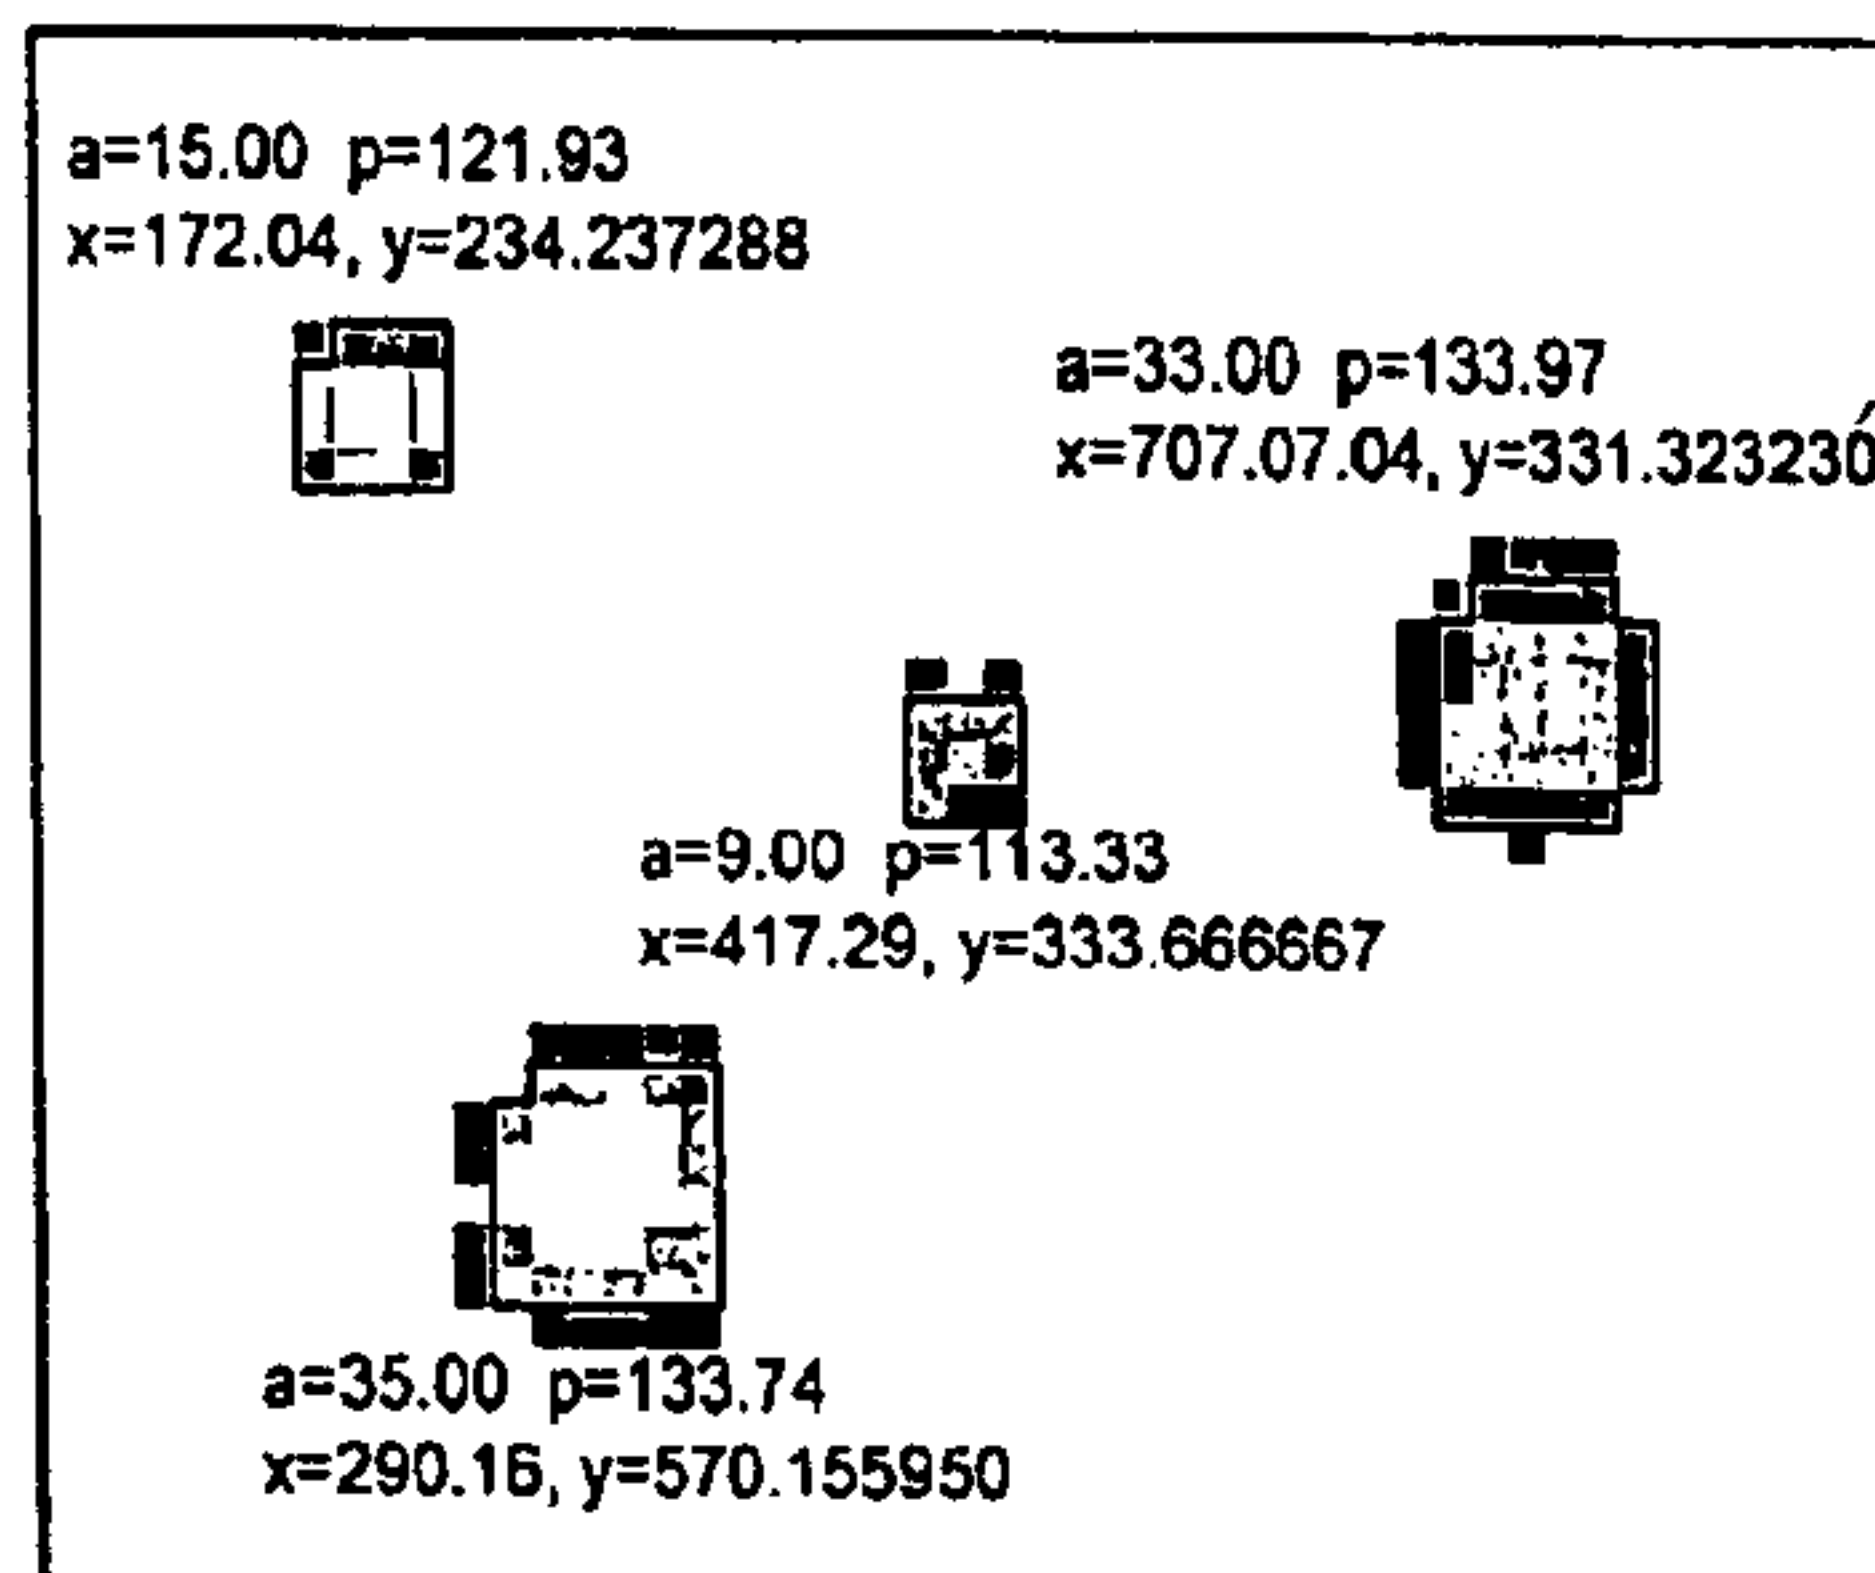 a=15.00 p=121.93
x=172.04, y=234.237288
a=33.00 p=133.97
x=707.07.04, y=331.323230
a=9.00 p=113.33
x=417.29, y=333.666667
a=35.00 p=133.74
x=290.16, y=570.155950